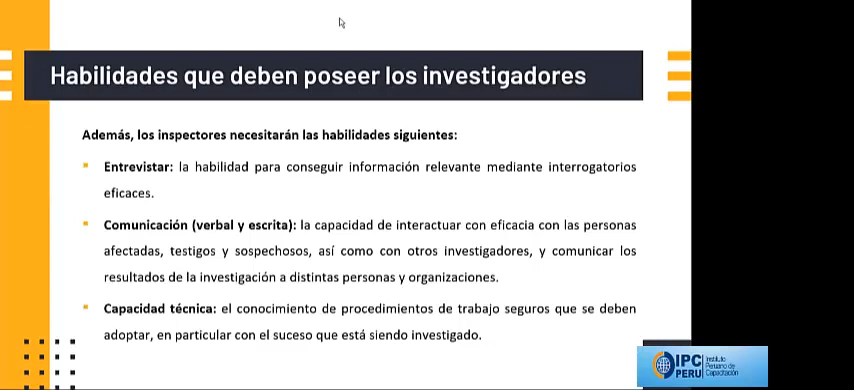 Habilidades que deben poseer los investigadores
Además, los inspectores necesitarán las habilidades siguientes:
Entrevistar: la habilidad para conseguir información relevante mediante interrogatorios
eficaces.
Comunicación (verbal y escrita): la capacidad de interactuar con eficacia con las personas
afectadas, testigos y sospechosos, así como con otros investigadores, y comunicar los
resultados de la investigación a distintas personas y organizaciones.
Capacidad técnica: el conocimiento de procedimientos de trabajo seguros que se deben
adoptar, en particular con el suceso que está siendo investigado.
IPC
PERU
Instituto
Peruano de
Capacitación